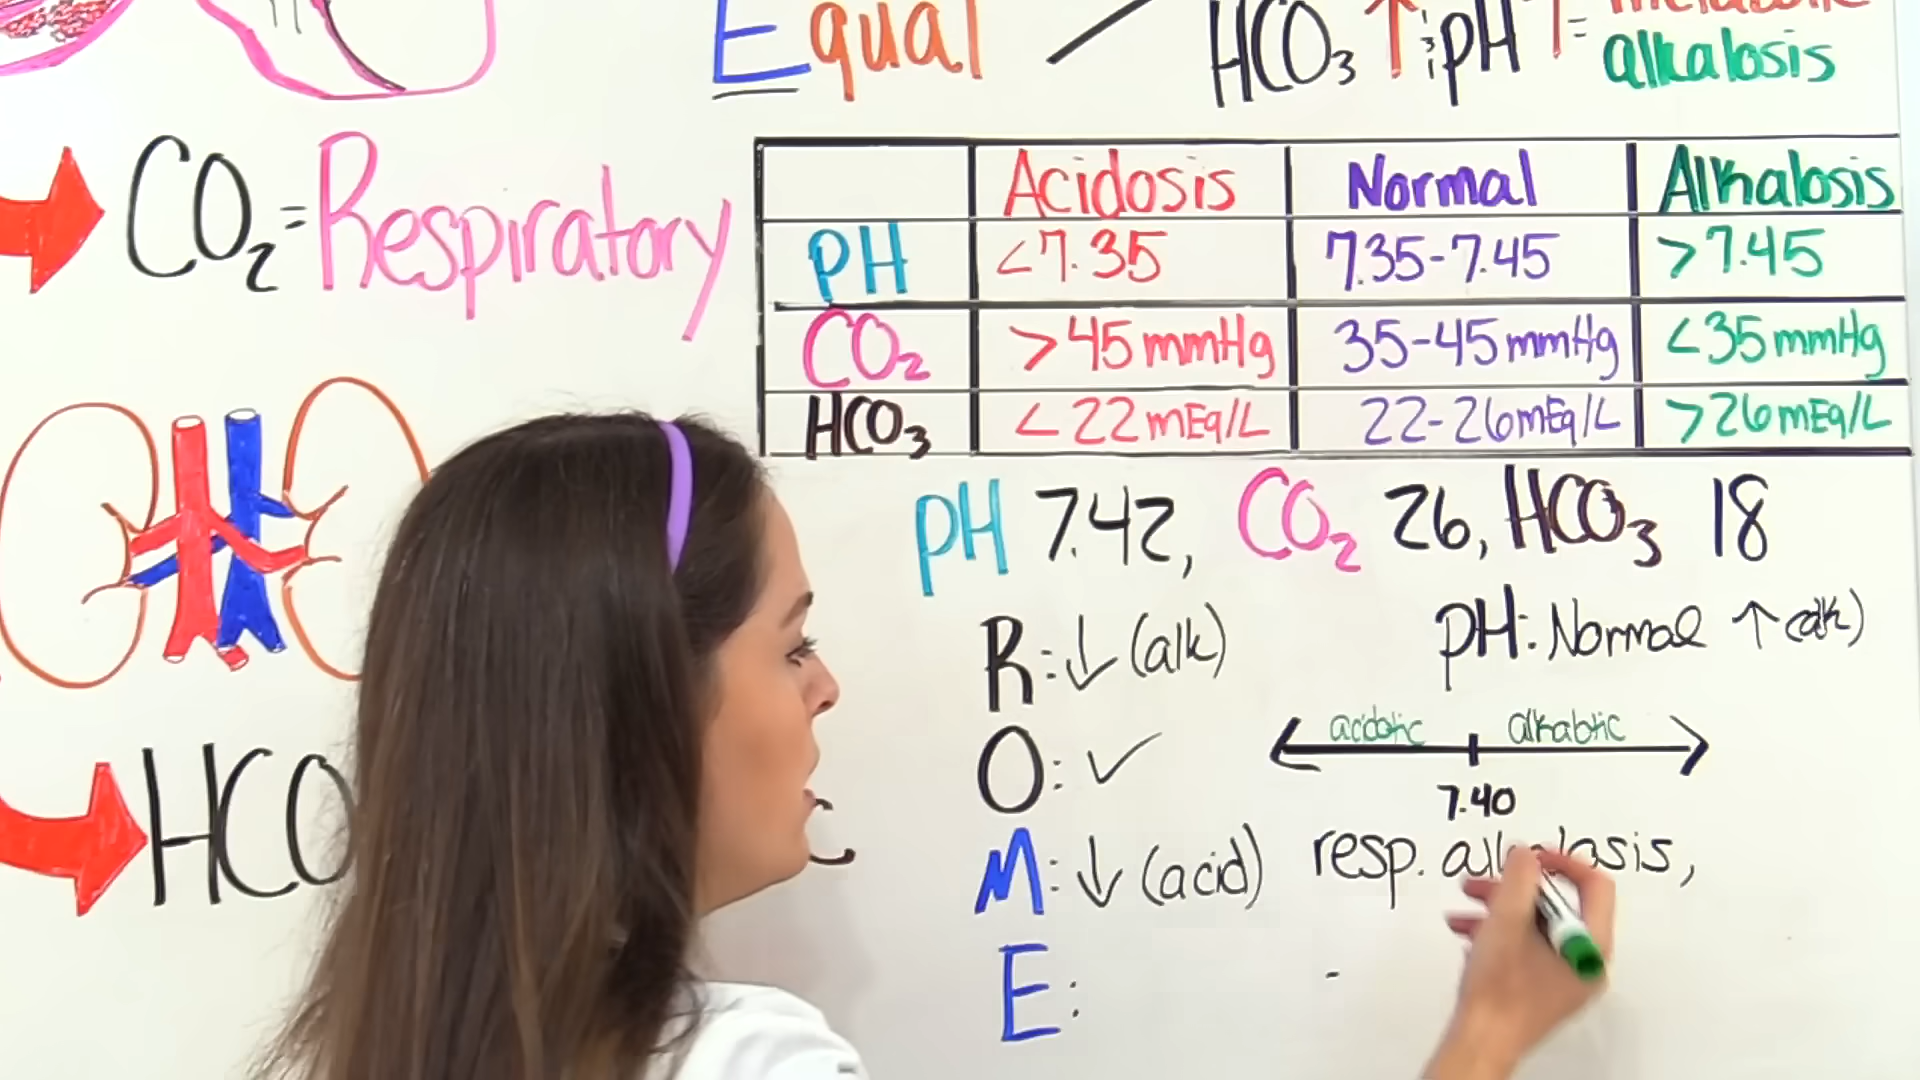 Equal
HCO3 ↑ : pH ↑ = metabolic
alkalosis
CO2 = Respiratory
Acidosis Normal Alkalosis
PH <7.35 7.35-7.45 >7.45
CO2 >45 mmHg 35-45 mmHg <35 mmHg
HCO3 <22 mEq/L 22-26 mEq/L >26 mEq/L
PH 7.42, CO2 26, HCO3 18
R: ↓ (alk)
pH: Normal ↑ (alk)
O: ✓
acidotic alkalotic
7.40
HCO
M: ↓ (acid)
resp. alkalosis,
E: